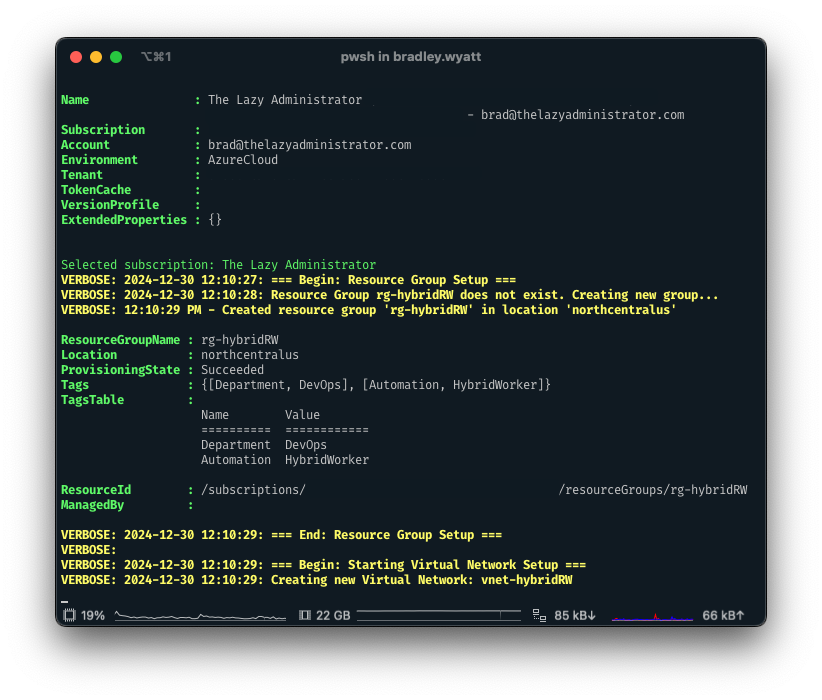 ⌥⌘1 pwsh in bradley.wyatt
Name : The Lazy Administrator
- brad@thelazyadministrator.com
Subscription :
Account : brad@thelazyadministrator.com
Environment : AzureCloud
Tenant :
TokenCache :
VersionProfile :
ExtendedProperties : {}
Selected subscription: The Lazy Administrator
VERBOSE: 2024-12-30 12:10:27: === Begin: Resource Group Setup ===
VERBOSE: 2024-12-30 12:10:28: Resource Group rg-hybridRW does not exist. Creating new group...
VERBOSE: 12:10:29 PM - Created resource group 'rg-hybridRW' in location 'northcentralus'
ResourceGroupName : rg-hybridRW
Location : northcentralus
ProvisioningState : Succeeded
Tags : {[Department, DevOps], [Automation, HybridWorker]}
TagsTable :
Name Value
========== ============
Department DevOps
Automation HybridWorker
ResourceId : /subscriptions/ /resourceGroups/rg-hybridRW
ManagedBy :
VERBOSE: 2024-12-30 12:10:29: === End: Resource Group Setup ===
VERBOSE:
VERBOSE: 2024-12-30 12:10:29: === Begin: Starting Virtual Network Setup ===
VERBOSE: 2024-12-30 12:10:29: Creating new Virtual Network: vnet-hybridRW
19% 22 GB 85 kB↓ 66 kB↑